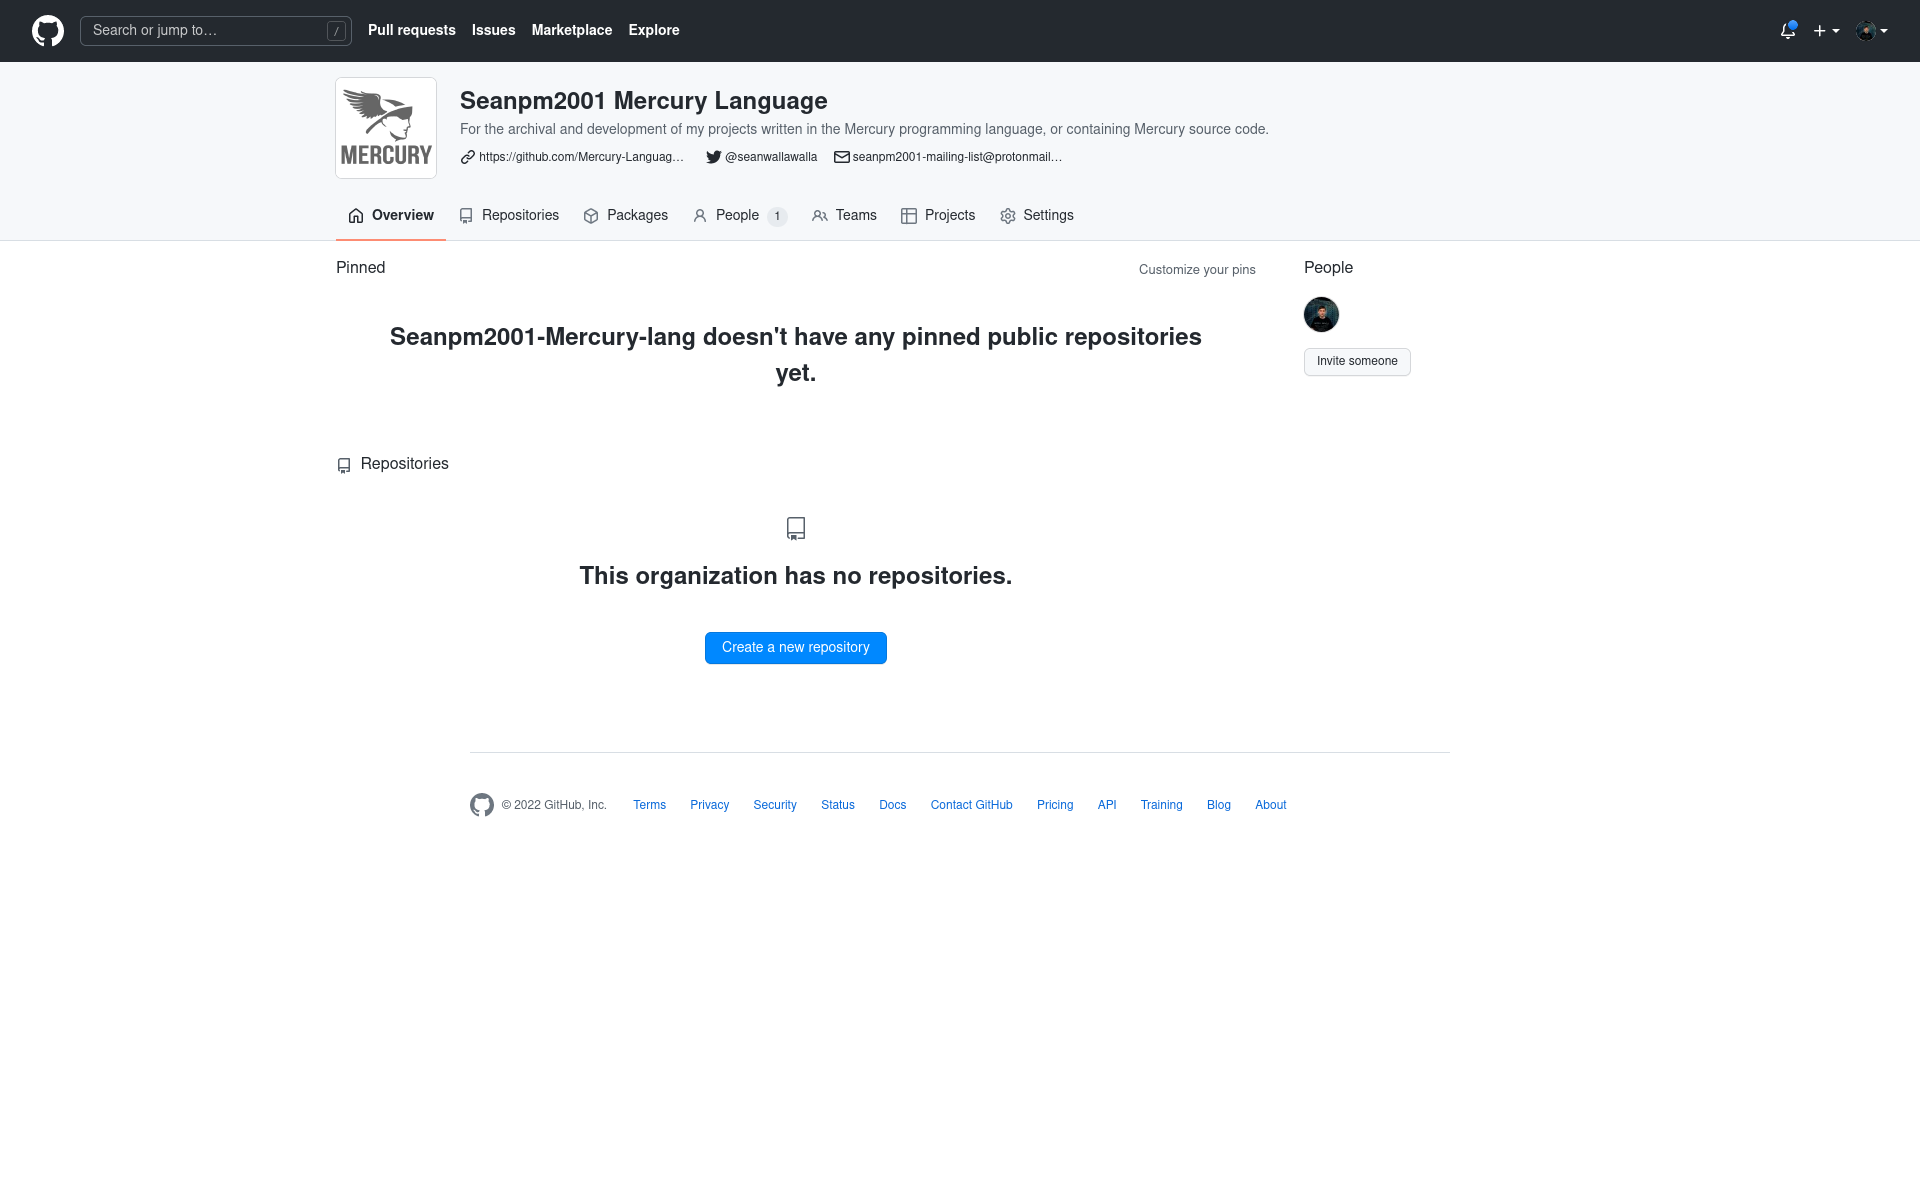 Search or jump to…
/
Pull requests Issues Marketplace Explore
MERCURY
Seanpm2001 Mercury Language
For the archival and development of my projects written in the Mercury programming language, or containing Mercury source code.
https://github.com/Mercury-Languag… @seanwallawalla seanpm2001-mailing-list@protonmail…
Overview Repositories Packages People 1 Teams Projects Settings
Pinned
Customize your pins
Seanpm2001-Mercury-lang doesn't have any pinned public repositories
yet.
People
Invite someone
Repositories
This organization has no repositories.
Create a new repository
© 2022 GitHub, Inc. Terms Privacy Security Status Docs Contact GitHub Pricing API Training Blog About